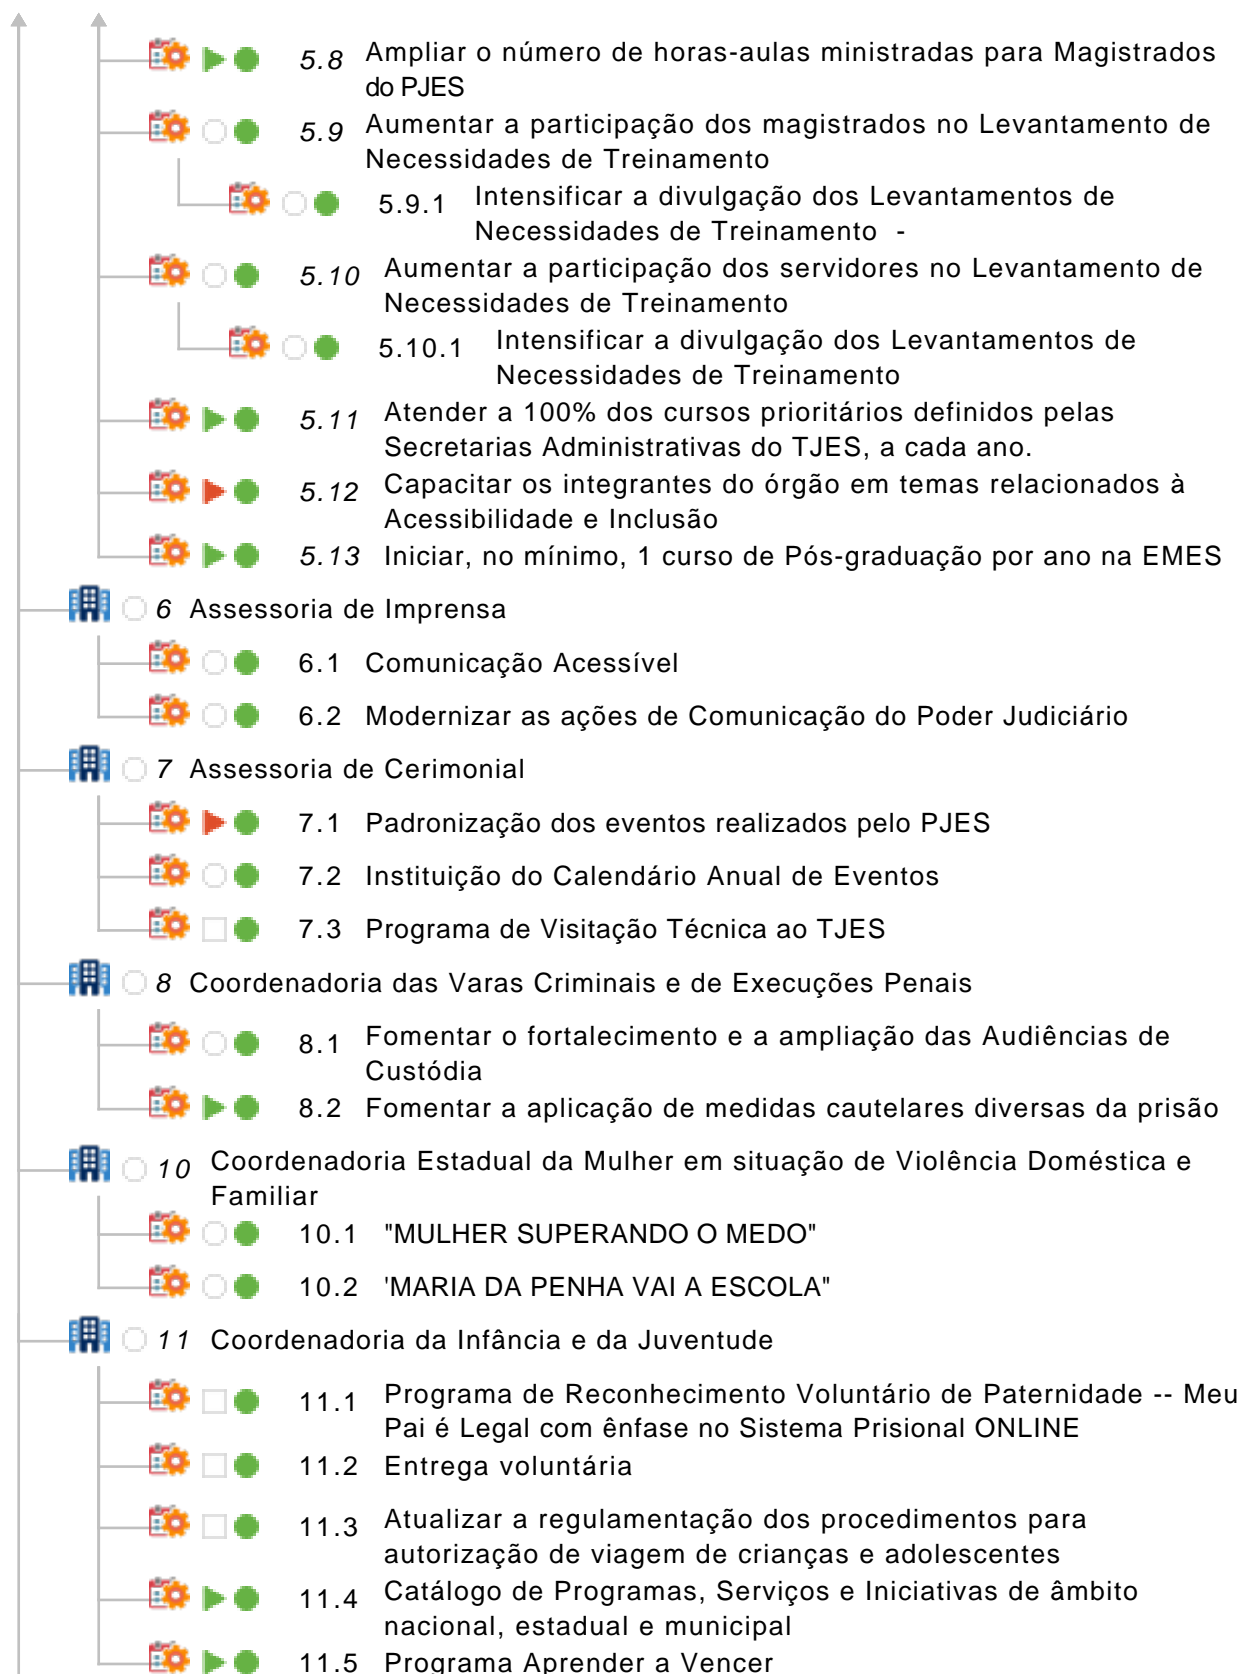 5.8 Ampliar o número de horas-aulas ministradas para Magistrados
do PJES
5.9 Aumentar a participação dos magistrados no Levantamento de
Necessidades de Treinamento
5.9.1 Intensificar a divulgação dos Levantamentos de
Necessidades de Treinamento -
5.10 Aumentar a participação dos servidores no Levantamento de
Necessidades de Treinamento
5.10.1 Intensificar a divulgação dos Levantamentos de
Necessidades de Treinamento
5.11 Atender a 100% dos cursos prioritários definidos pelas
Secretarias Administrativas do TJES, a cada ano.
5.12 Capacitar os integrantes do órgão em temas relacionados à
Acessibilidade e Inclusão
5.13 Iniciar, no mínimo, 1 curso de Pós-graduação por ano na EMES
6 Assessoria de Imprensa
6.1 Comunicação Acessível
6.2 Modernizar as ações de Comunicação do Poder Judiciário
7 Assessoria de Cerimonial
7.1 Padronização dos eventos realizados pelo PJES
7.2 Instituição do Calendário Anual de Eventos
7.3 Programa de Visitação Técnica ao TJES
8 Coordenadoria das Varas Criminais e de Execuções Penais
8.1 Fomentar o fortalecimento e a ampliação das Audiências de
Custódia
8.2 Fomentar a aplicação de medidas cautelares diversas da prisão
10 Coordenadoria Estadual da Mulher em situação de Violência Doméstica e
Familiar
10.1 "MULHER SUPERANDO O MEDO"
10.2 'MARIA DA PENHA VAI A ESCOLA"
11 Coordenadoria da Infância e da Juventude
11.1 Programa de Reconhecimento Voluntário de Paternidade -- Meu
Pai é Legal com ênfase no Sistema Prisional ONLINE
11.2 Entrega voluntária
11.3 Atualizar a regulamentação dos procedimentos para
autorização de viagem de crianças e adolescentes
11.4 Catálogo de Programas, Serviços e Iniciativas de âmbito
nacional, estadual e municipal
11.5 Programa Aprender a Vencer